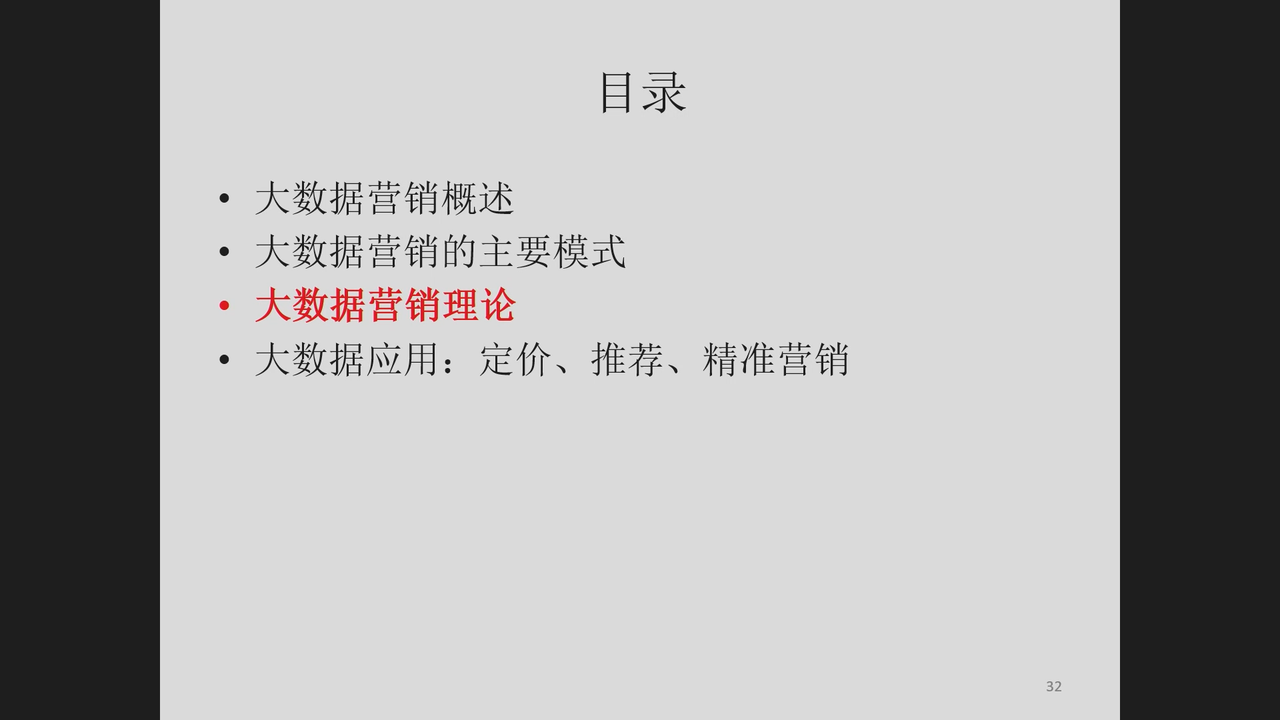 目录
• 大数据营销概述
• 大数据营销的主要模式
• 大数据营销理论
• 大数据应用：定价、推荐、精准营销
32